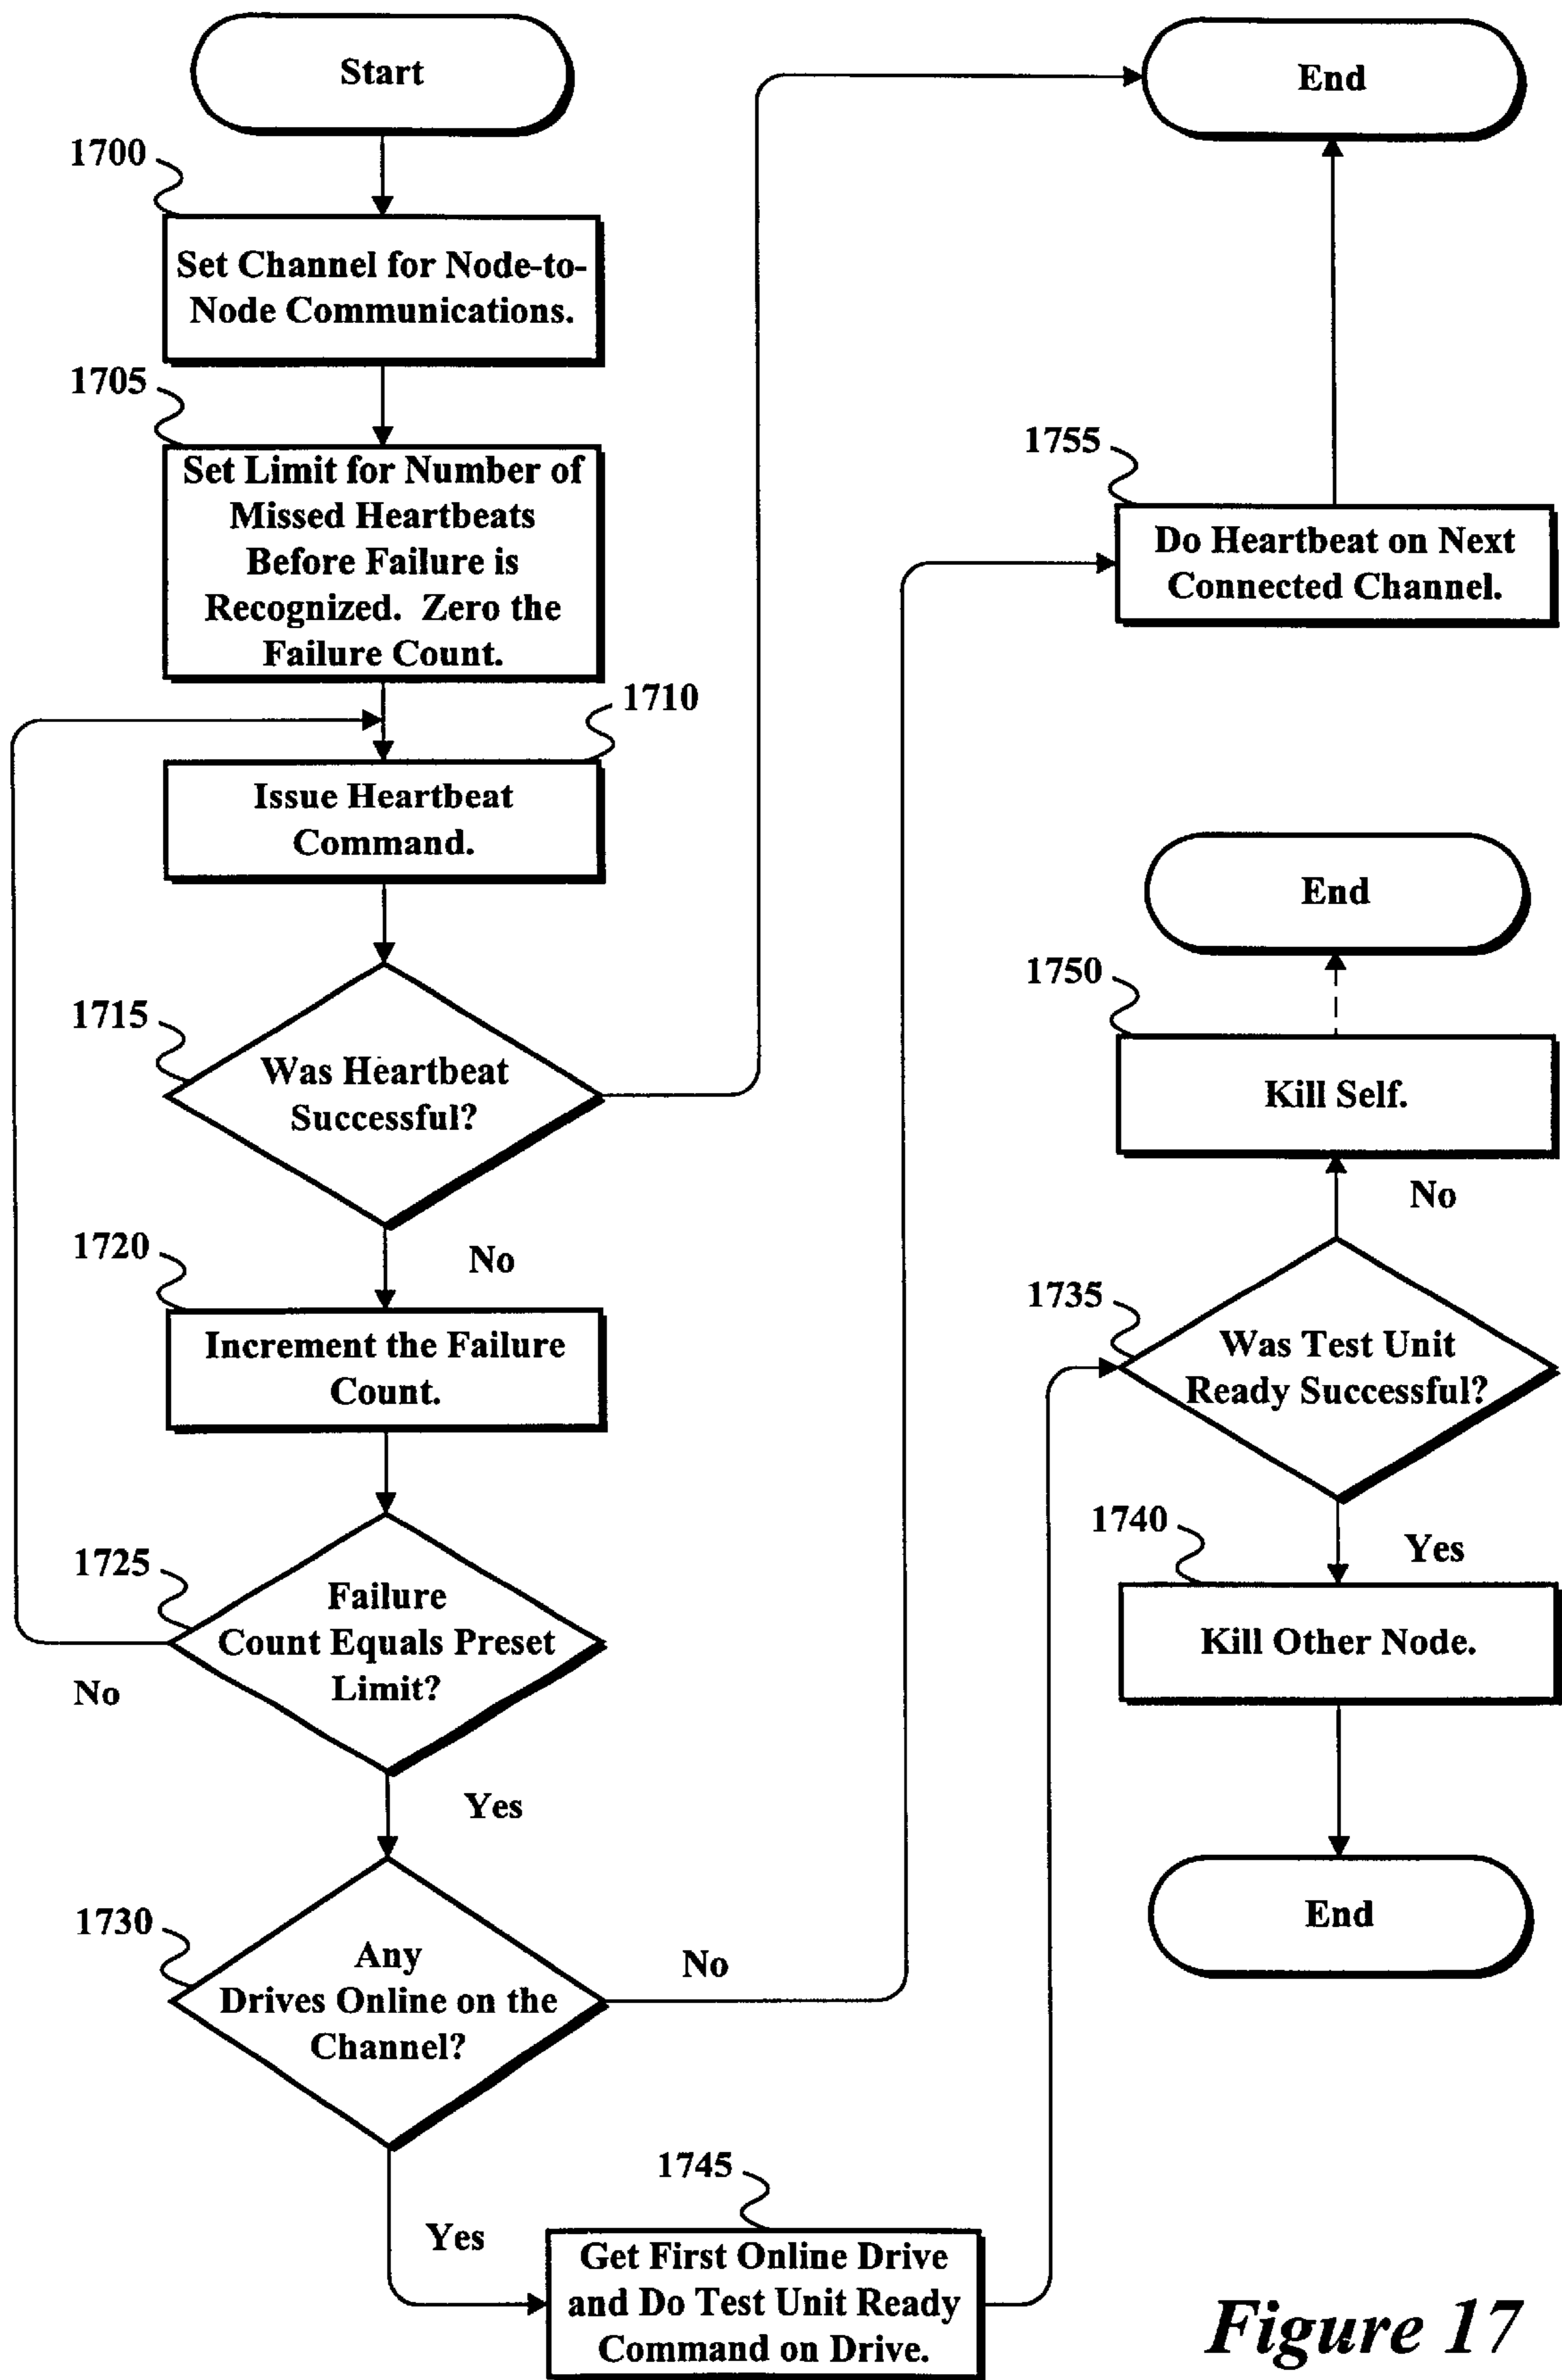 Start
1700
Set Channel for Node-to-
Node Communications.
1705
Set Limit for Number of
Missed Heartbeats
Before Failure is
Recognized. Zero the
Failure Count.
1710
Issue Heartbeat
Command.
1715
Was Heartbeat
Successful?
No
1720
Increment the Failure
Count.
1725
Failure
Count Equals Preset
Limit?
No
Yes
1730
Any
Drives Online on the
Channel?
No
Yes
1745
Get First Online Drive
and Do Test Unit Ready
Command on Drive.
End
1755
Do Heartbeat on Next
Connected Channel.
End
1750
Kill Self.
No
1735
Was Test Unit
Ready Successful?
1740
Yes
Kill Other Node.
End
Figure 17